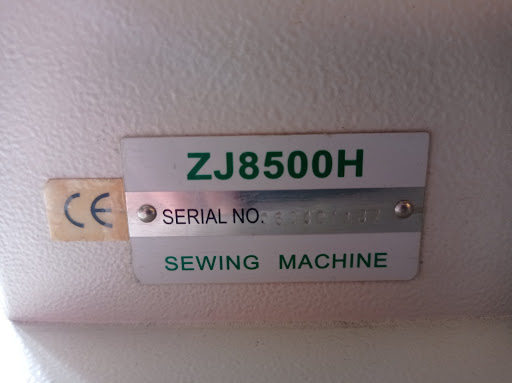 ZJ8500H
CE
SERIAL NO.
SEWING MACHINE